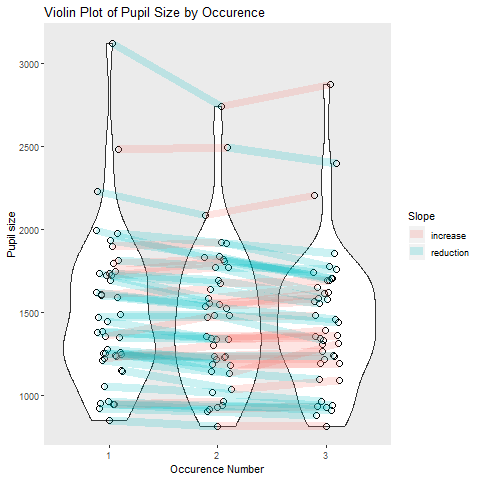 Violin Plot of Pupil Size by Occurence
3000
2500
2000
1500
1000
Pupil size
1
2
3
Occurence Number
Slope
increase
reduction